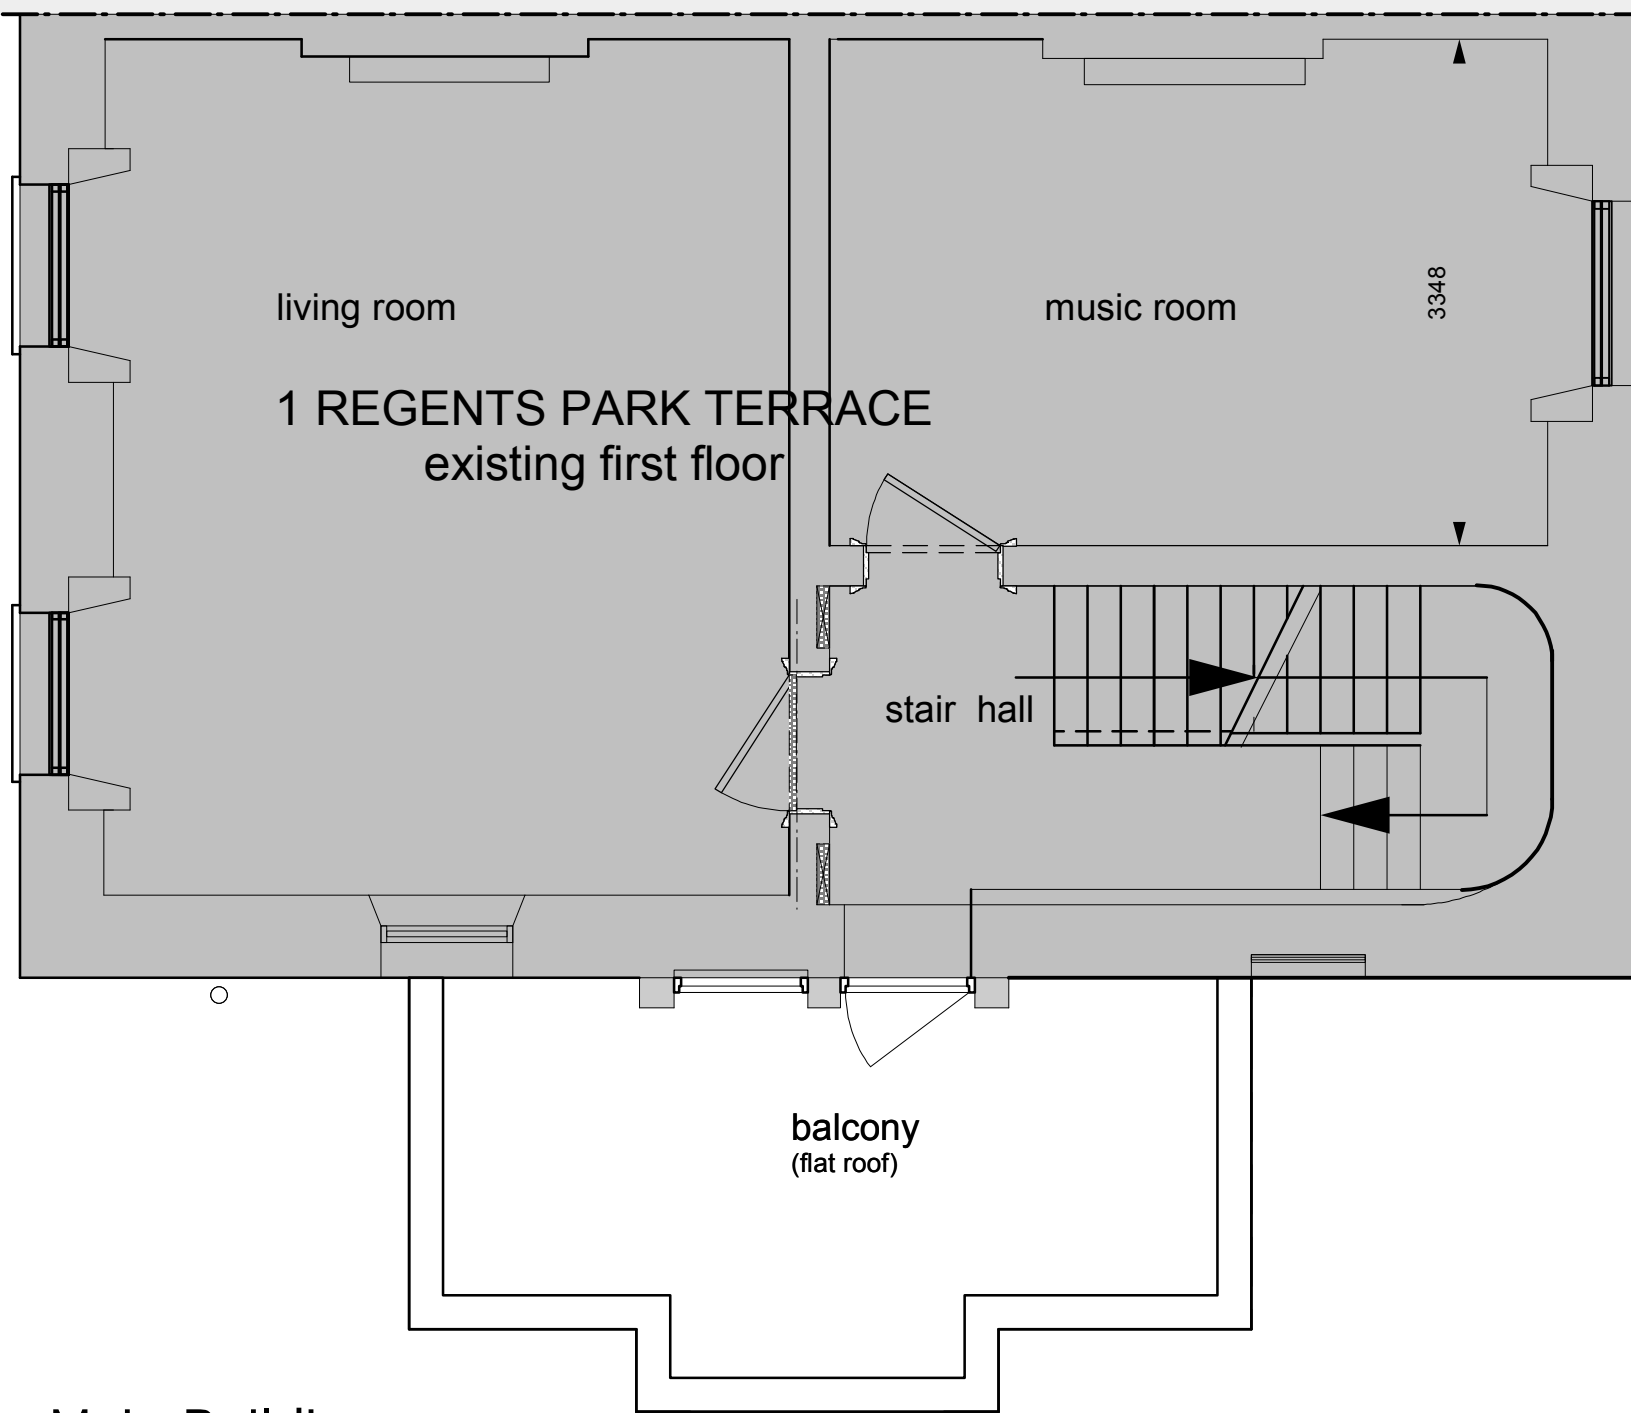 living room
music room
3348
1 REGENTS PARK TERRACE
existing first floor
stair hall
balcony
(flat roof)